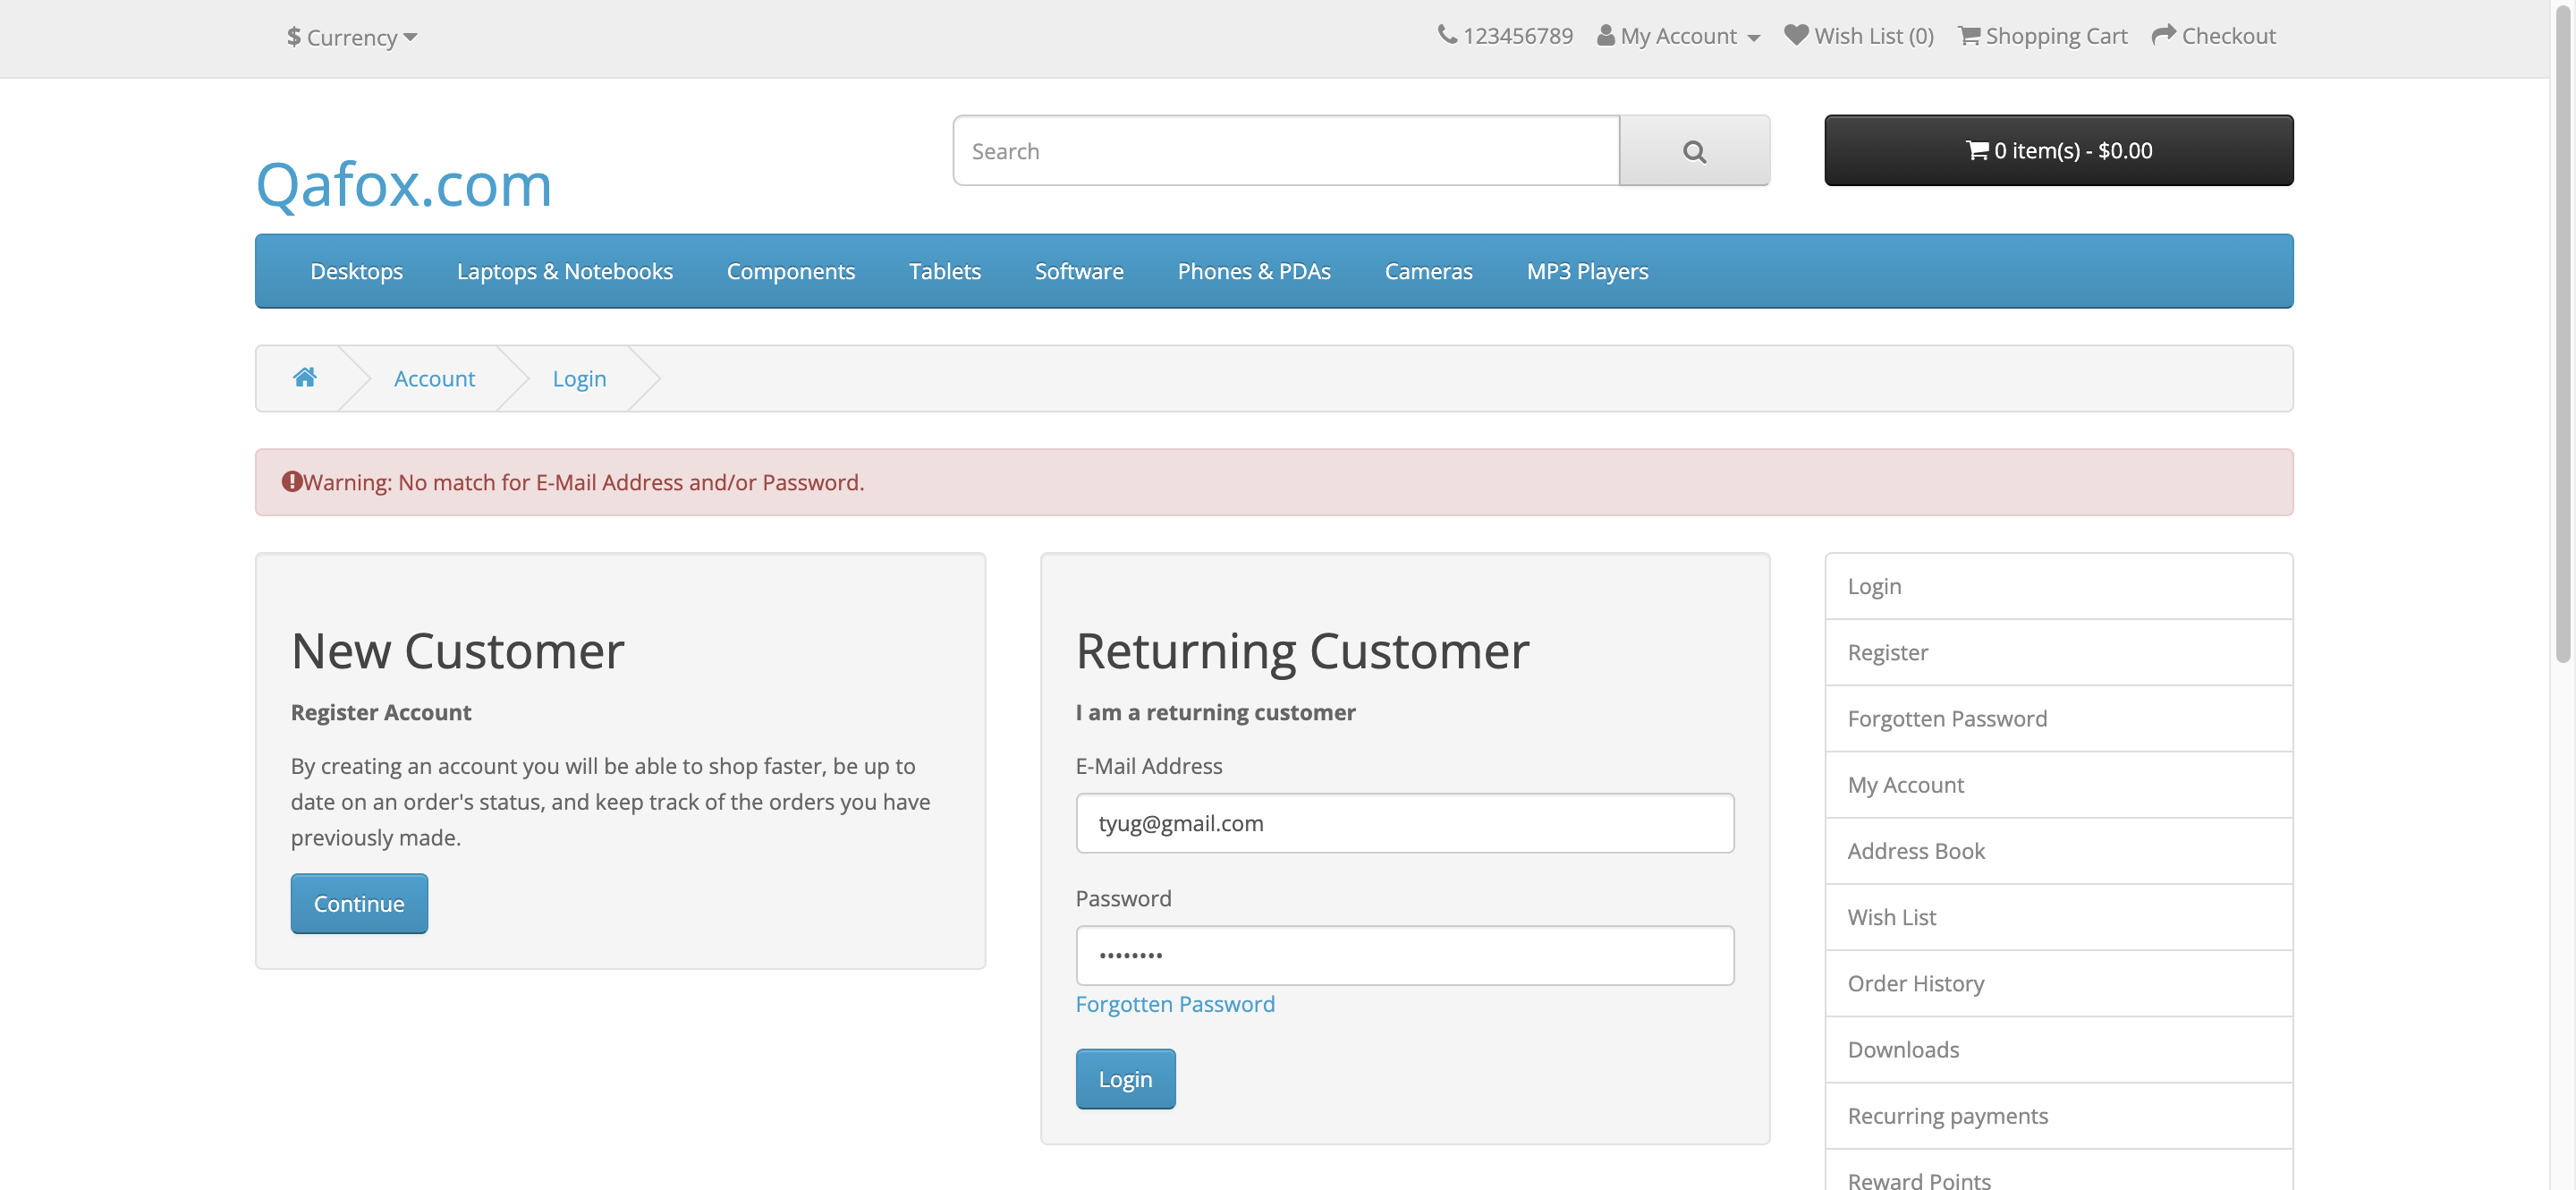 $ Currency
123456789 My Account Wish List (0) Shopping Cart Checkout
Qafox.com
Search
0 item(s) - $0.00
Desktops Laptops & Notebooks Components Tablets Software Phones & PDAs Cameras MP3 Players
Account Login
Warning: No match for E-Mail Address and/or Password.
New Customer
Register Account
By creating an account you will be able to shop faster, be up to
date on an order's status, and keep track of the orders you have
previously made.
Continue
Returning Customer
I am a returning customer
E-Mail Address
tyug@gmail.com
Password
••••••••
Forgotten Password
Login
Login
Register
Forgotten Password
My Account
Address Book
Wish List
Order History
Downloads
Recurring payments
Reward Points